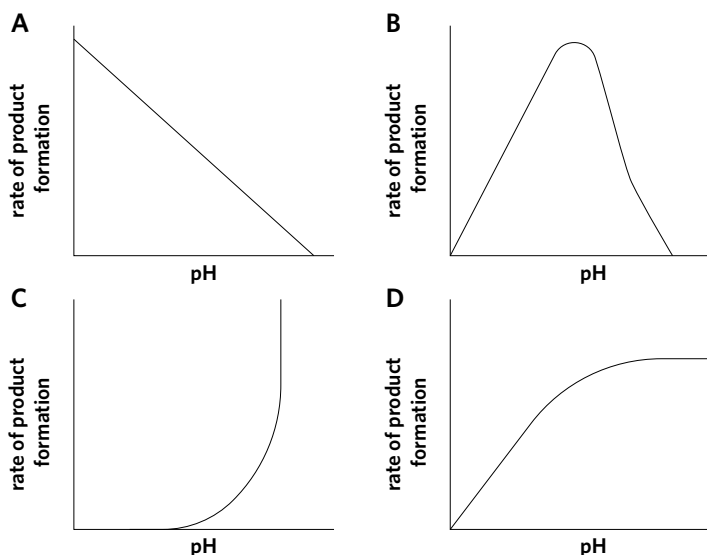 A
rate of product
formation
pH
B
rate of product
formation
pH
C
rate of product
formation
pH
D
rate of product
formation
pH